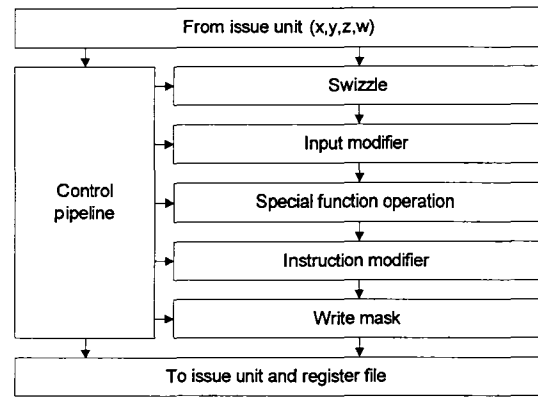 From issue unit (x,y,z,w)
Swizzle
Input modifier
Control
pipeline
Special function operation
Instruction modifier
Write mask
To issue unit and register file